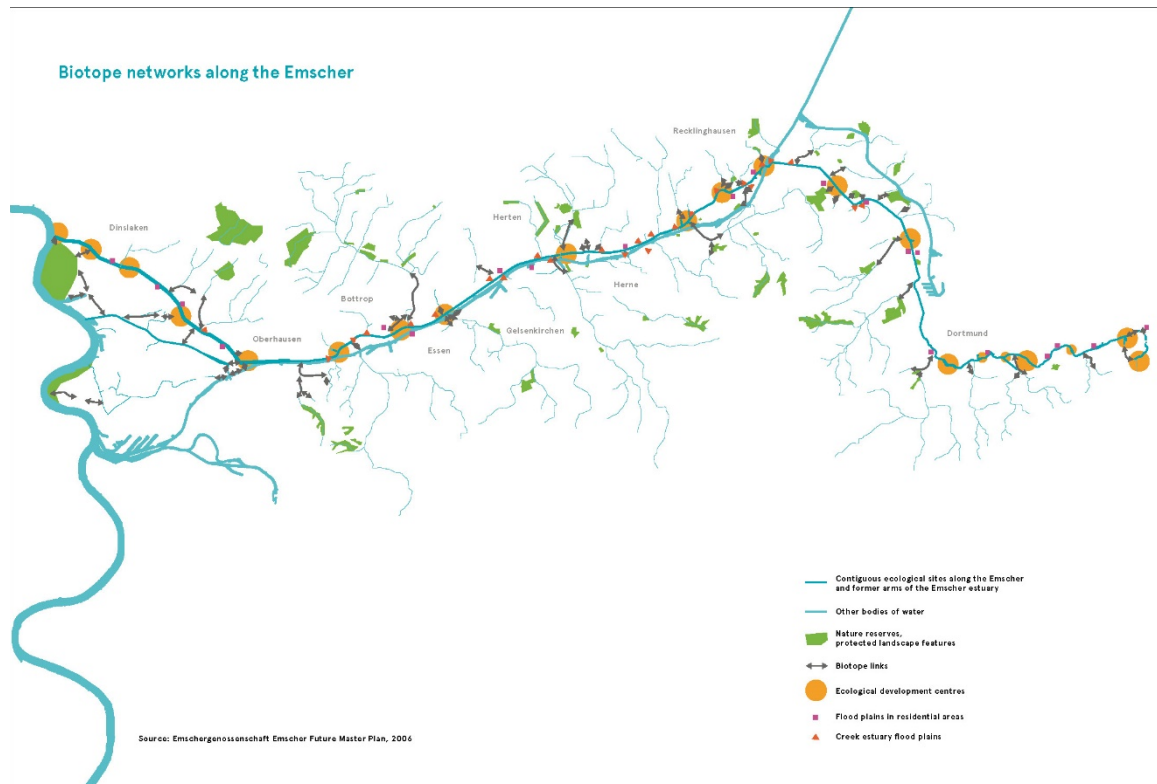 Biotope networks along the Emscher
Recklinghausen
Herten
Dinslaken
Herne
Bottrop
Gelsenkirchen
Dortmund
Oberhausen
Essen
Contiguous ecological sites along the Emscher
and former arms of the Emscher estuary
Other bodies of water
Nature reserves,
protected landscape features
Biotope links
Ecological development centres
Flood plains in residential areas
Creek estuary flood plains
Source: Emschergenossenschaft Emscher Future Master Plan, 2006